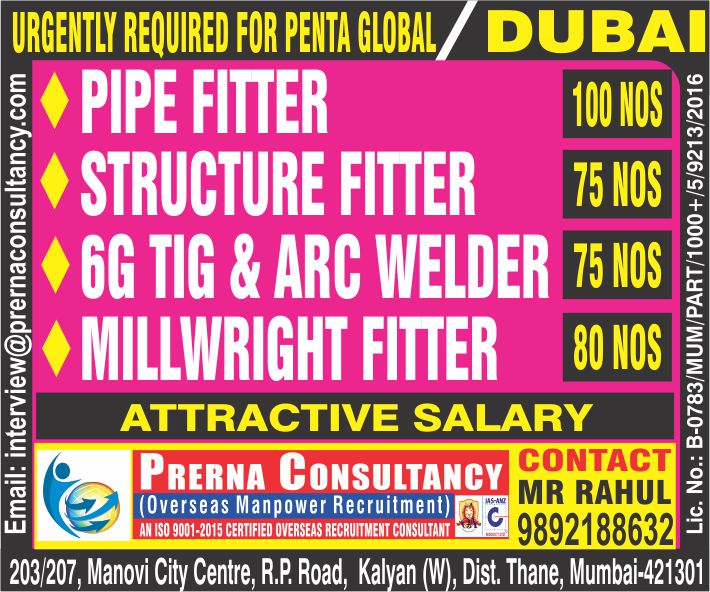 URGENTLY REQUIRED FOR PENTA GLOBAL / DUBAI
PIPE FITTER 100 NOS
STRUCTURE FITTER 75 NOS
6G TIG & ARC WELDER 75 NOS
MILLWRIGHT FITTER 80 NOS
ATTRACTIVE SALARY
PRERNA CONSULTANCY
(Overseas Manpower Recruitment)
AN ISO 9001-2015 CERTIFIED OVERSEAS RECRUITMENT CONSULTANT
JAS-ANZ
CONTACT
MR RAHUL
9892188632
203/207, Manovi City Centre, R.P. Road, Kalyan (W), Dist. Thane, Mumbai-421301
Email: interview@prernaconsultancy.com
Lic. No.: B-0783/MUM/PART/1000+/5/9213/2016